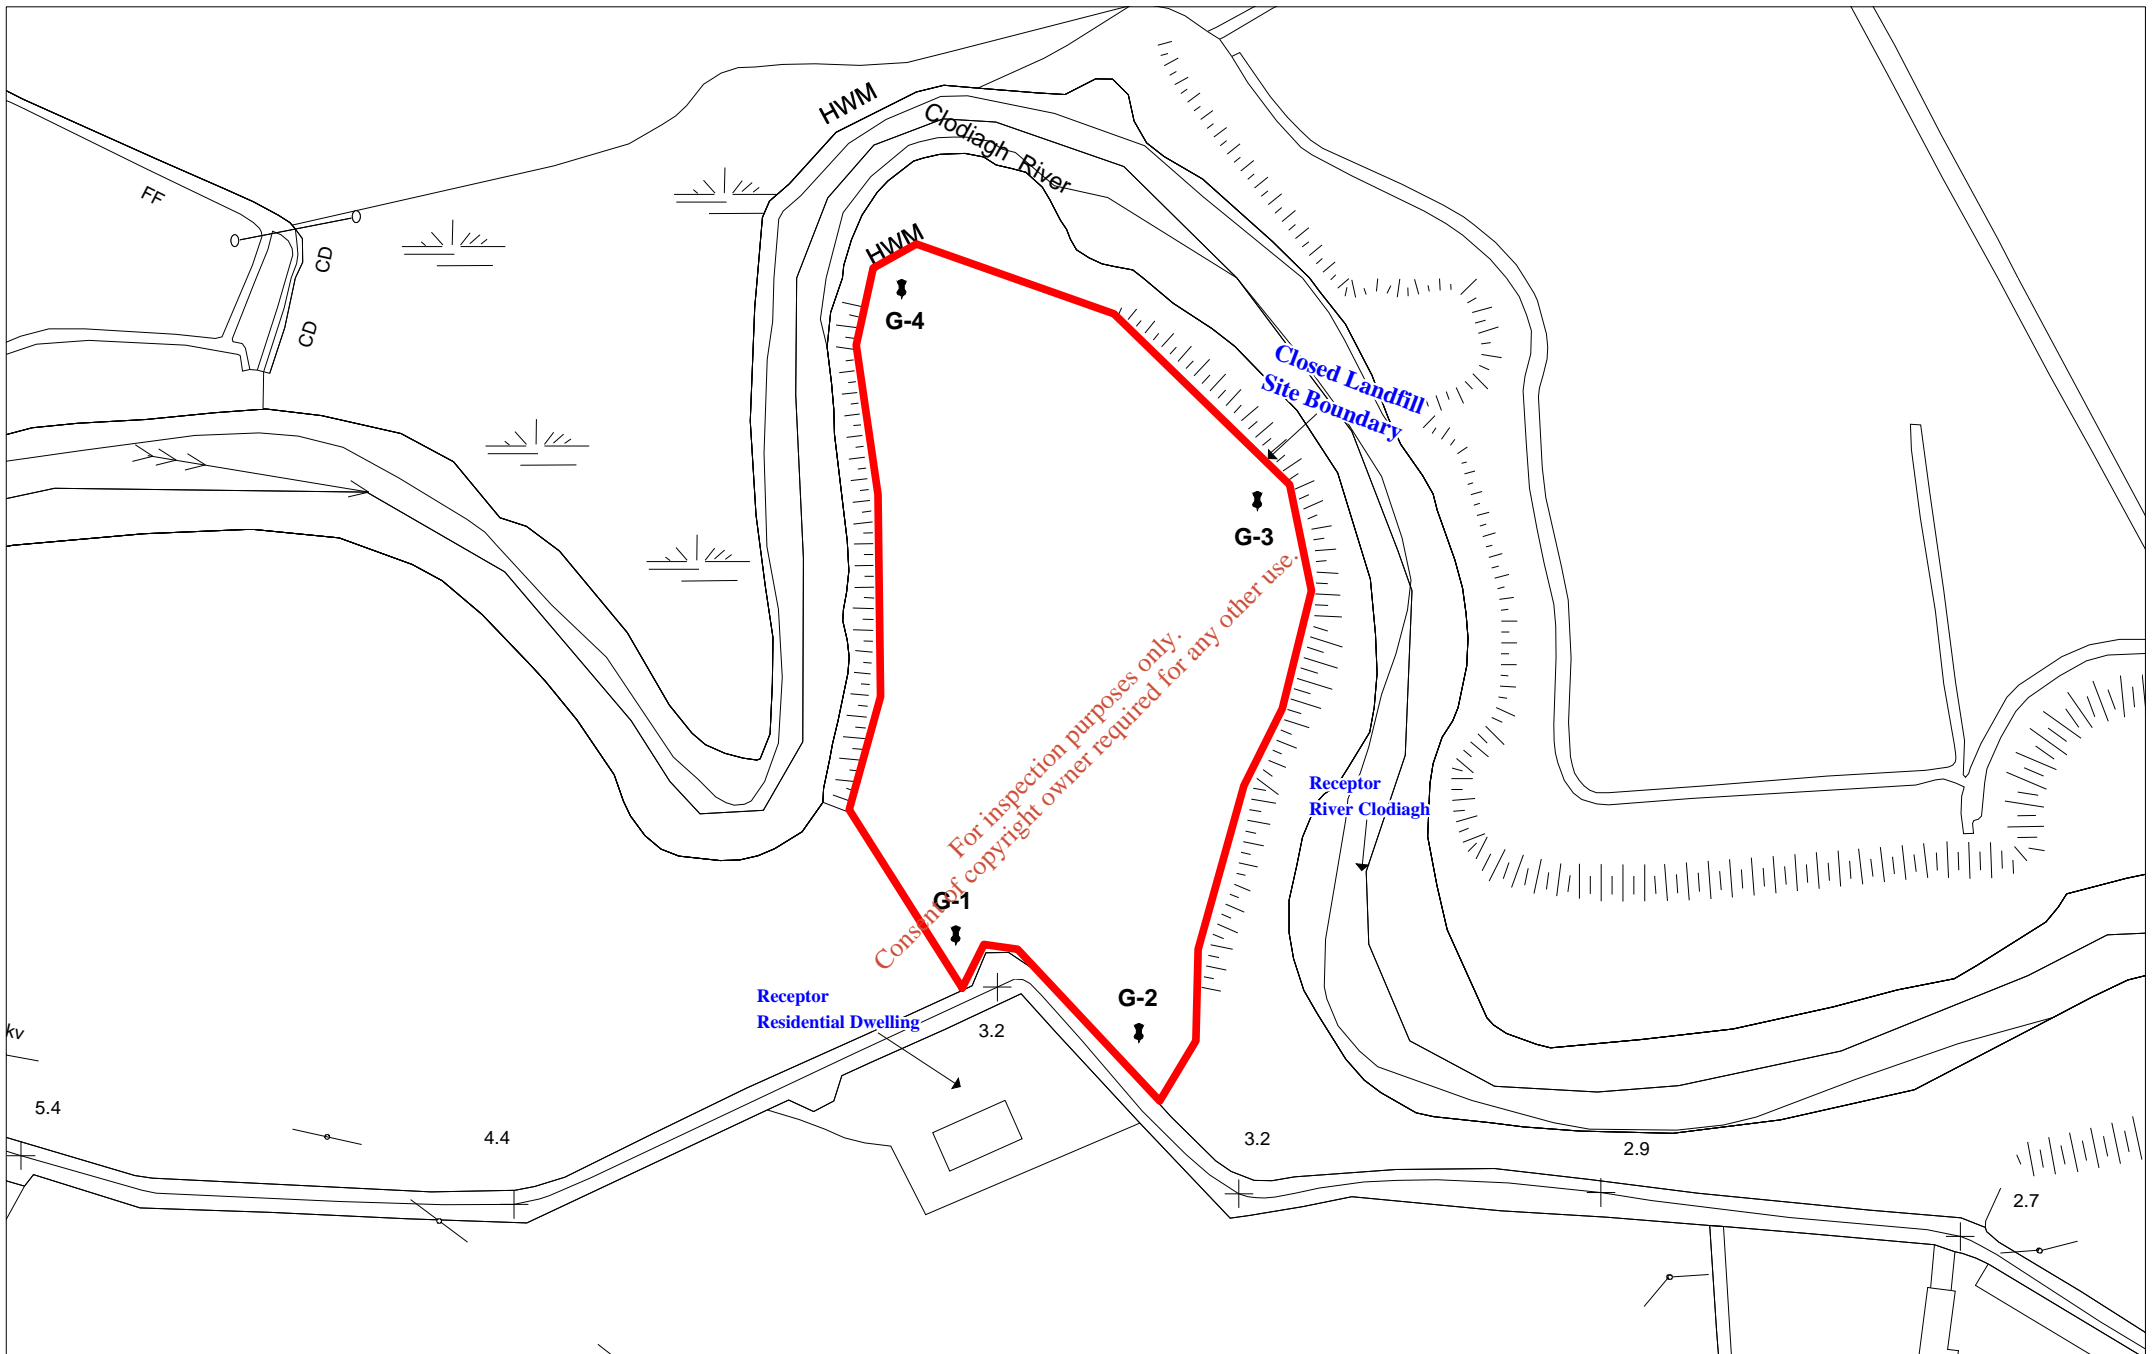 HWM
Clodiagh River
FF
HWM
CD
CD
G-4
Closed Landfill
Site Boundary
G-3
For inspection purposes only.
Consent of copyright owner required for any other use.
Receptor
River Clodiagh
G-1
G-2
Receptor
Residential Dwelling
3.2
kv
5.4
4.4
3.2
2.9
2.7